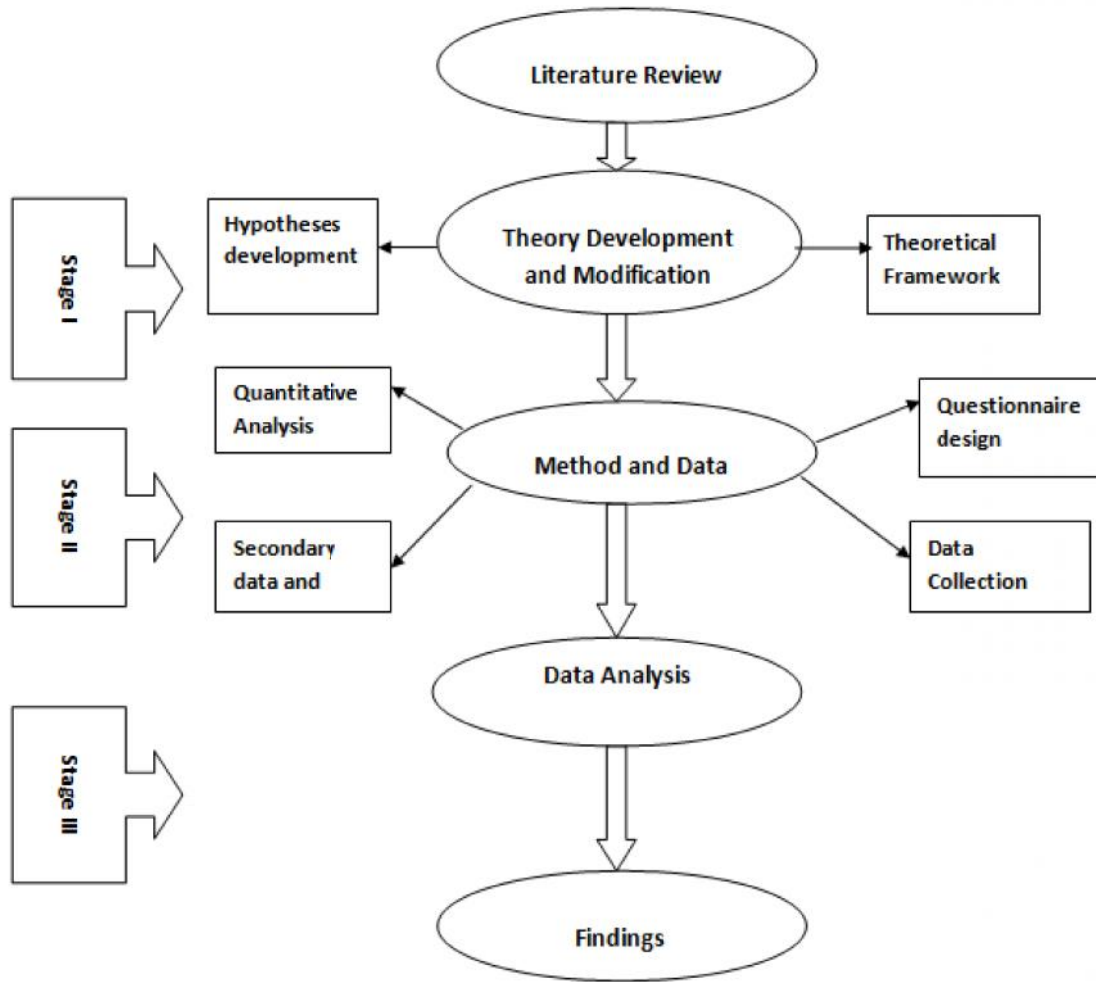 Literature Review
Stage I
Hypotheses
development
Theory Development
and Modification
Theoretical
Framework
Stage II
Quantitative
Analysis
Method and Data
Questionnaire
design
Secondary
data and
Data
Collection
Data Analysis
Stage III
Findings